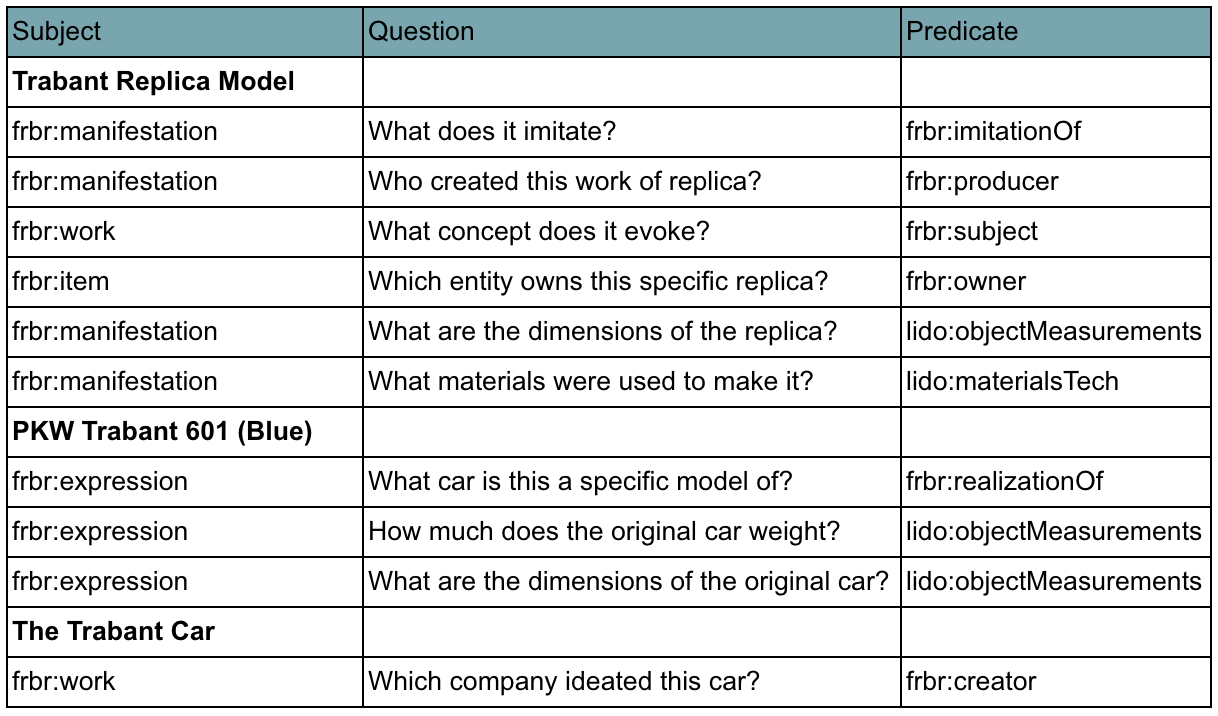 Subject Question Predicate
Trabant Replica Model
frbr:manifestation What does it imitate? frbr:imitationOf
frbr:manifestation Who created this work of replica? frbr:producer
frbr:work What concept does it evoke? frbr:subject
frbr:item Which entity owns this specific replica? frbr:owner
frbr:manifestation What are the dimensions of the replica? lido:objectMeasurements
frbr:manifestation What materials were used to make it? lido:materialsTech
PKW Trabant 601 (Blue)
frbr:expression What car is this a specific model of? frbr:realizationOf
frbr:expression How much does the original car weight? lido:objectMeasurements
frbr:expression What are the dimensions of the original car? lido:objectMeasurements
The Trabant Car
frbr:work Which company ideated this car? frbr:creator